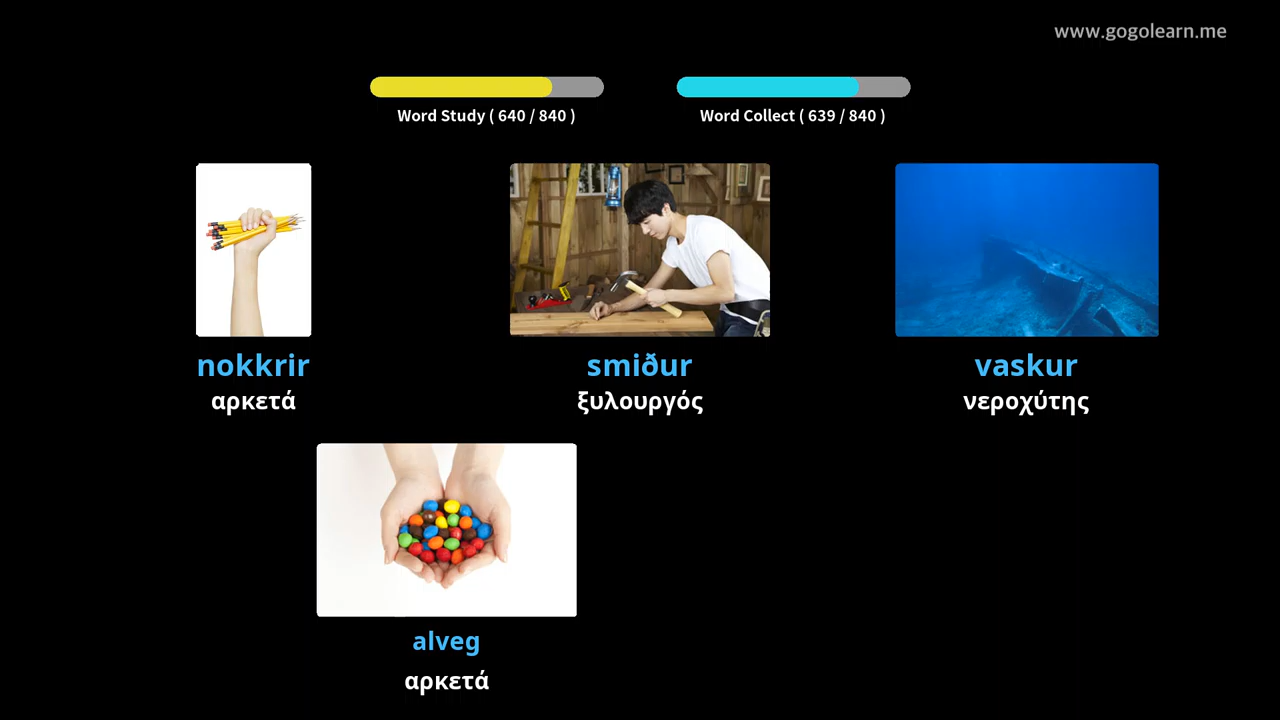 www.gogolearn.me
Word Study ( 640 / 840 )
Word Collect ( 639 / 840 )
nokkrir
αρκετά
smiður
ξυλουργός
vaskur
νεροχύτης
alveg
αρκετά